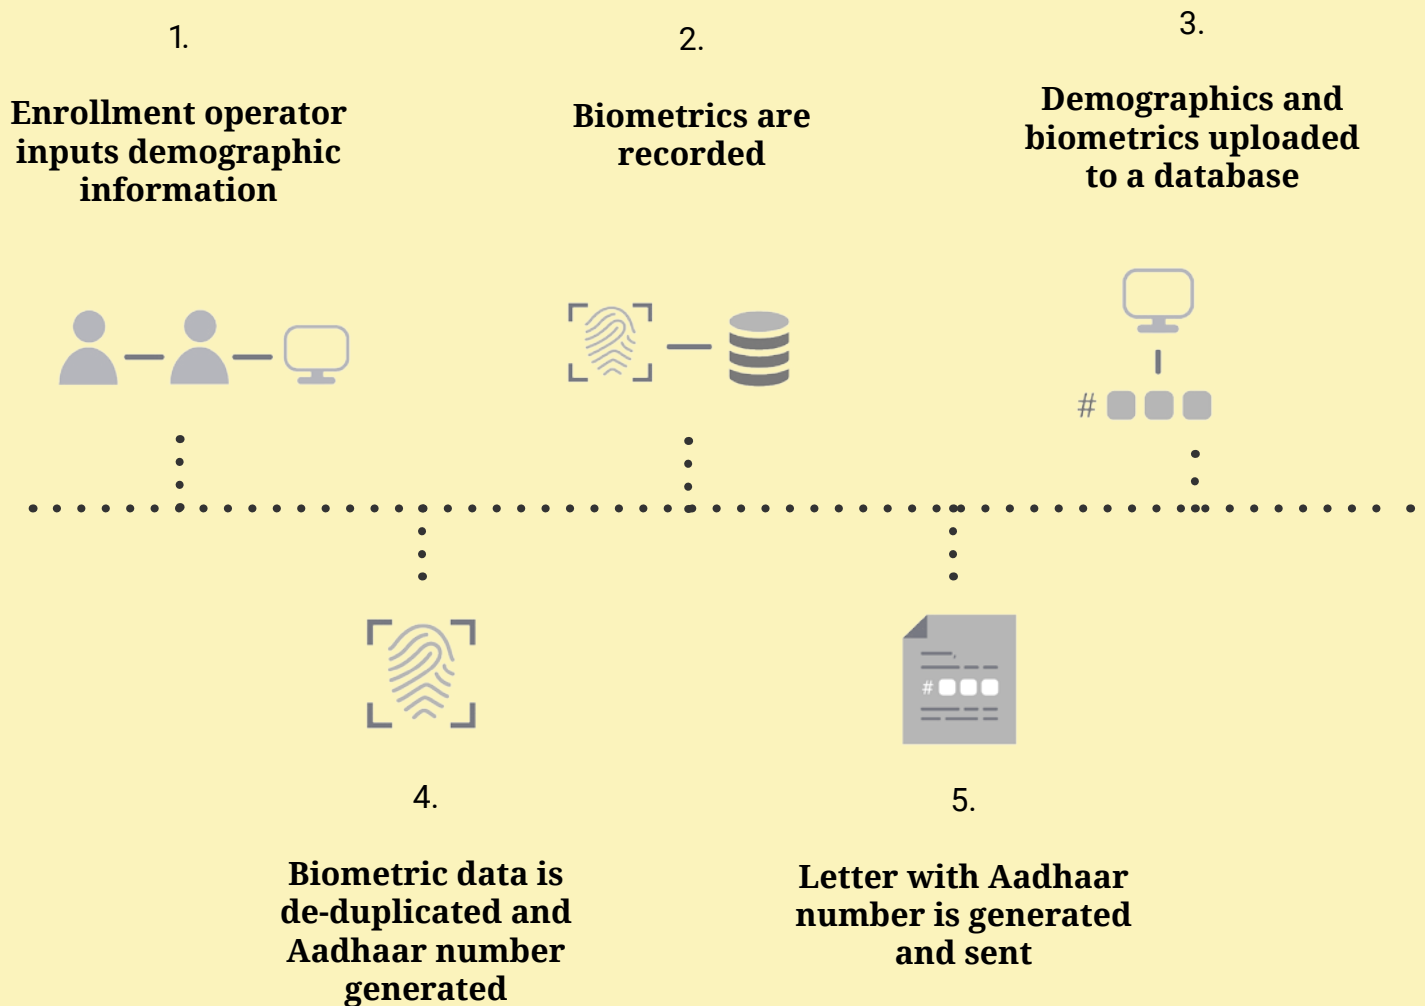 1.
Enrollment operator
inputs demographic
information
2.
Biometrics are
recorded
3.
Demographics and
biometrics uploaded
to a database
#
#
4.
Biometric data is
de-duplicated and
Aadhaar number
generated
5.
Letter with Aadhaar
number is generated
and sent